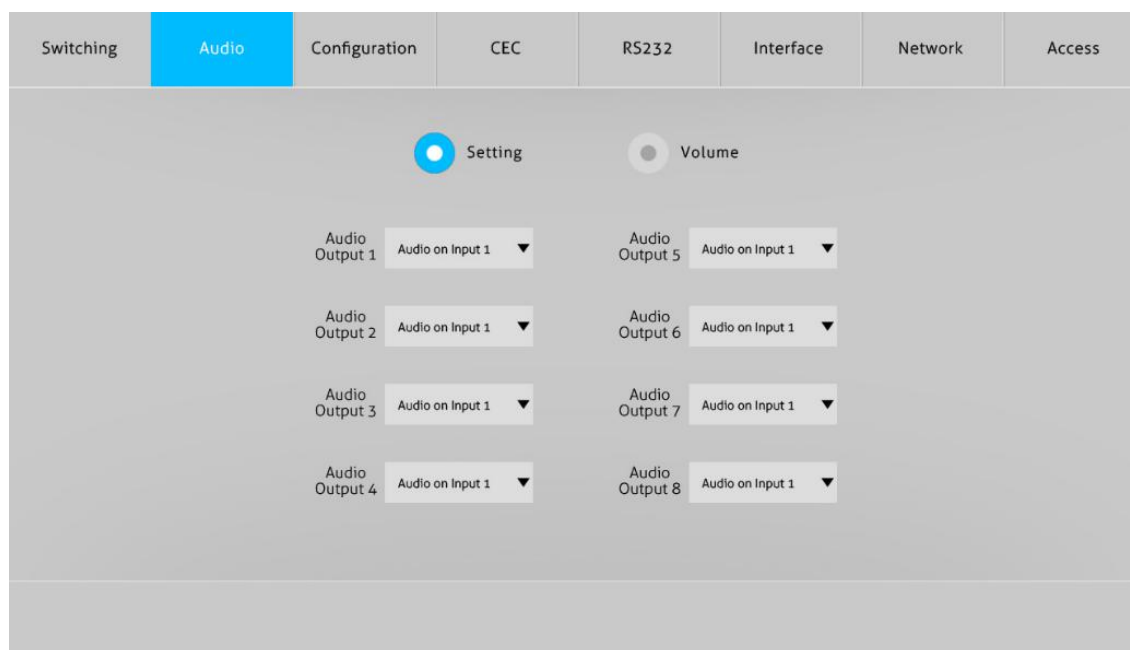 Switching Audio Configuration CEC RS232 Interface Network Access
Setting Volume
Audio Output 1 Audio on Input 1
Audio Output 5 Audio on Input 1
Audio Output 2 Audio on Input 1
Audio Output 6 Audio on Input 1
Audio Output 3 Audio on Input 1
Audio Output 7 Audio on Input 1
Audio Output 4 Audio on Input 1
Audio Output 8 Audio on Input 1